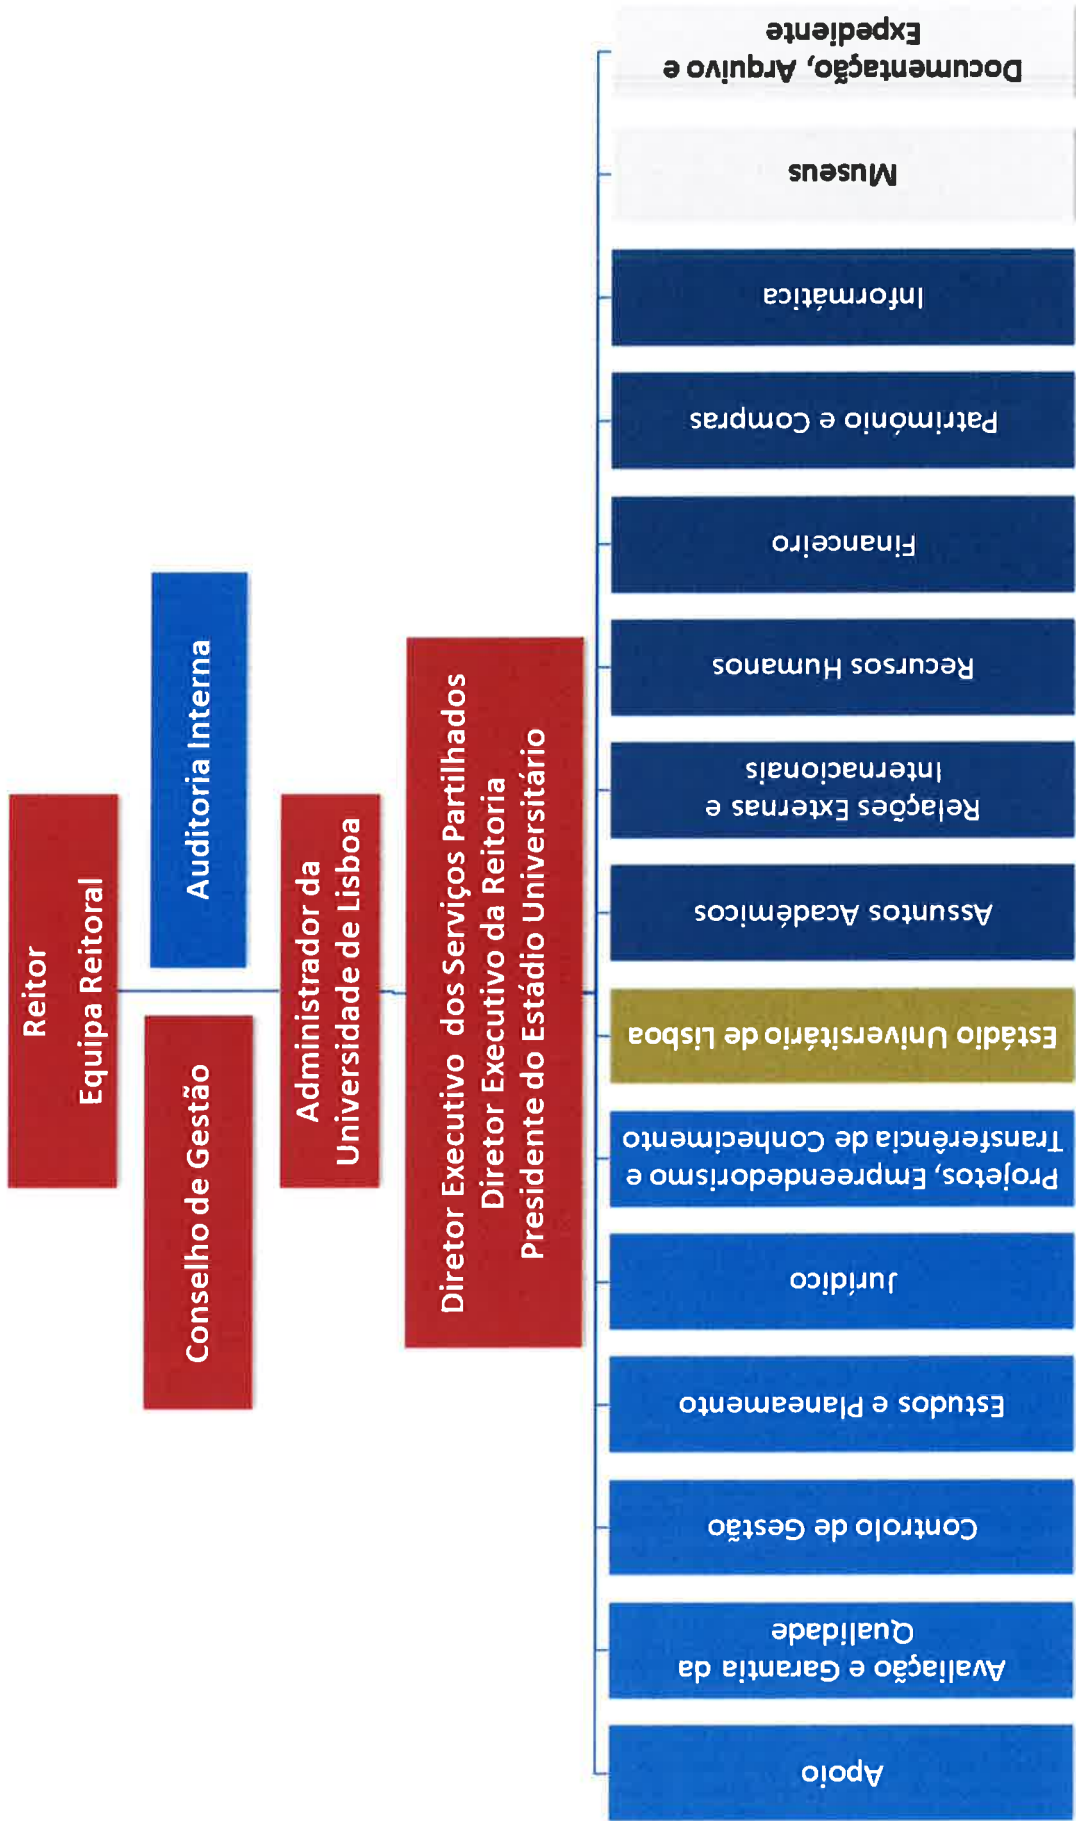 Reitor
Equipa Reitoral
Conselho de Gestão
Auditoria Interna
Administrador da
Universidade de Lisboa
Diretor Executivo dos Serviços Partilhados
Diretor Executivo da Reitoria
Presidente do Estádio Universitário
Apoio
Avaliação e Garantia da
Qualidade
Controlo de Gestão
Estudos e Planeamento
Jurídico
Projetos, Empreendedorismo e
Transferência de Conhecimento
Estádio Universitário de Lisboa
Assuntos Académicos
Relações Externas e
Internacionais
Recursos Humanos
Financeiro
Património e Compras
Informática
Museus
Documentação, Arquivo e
Expediente